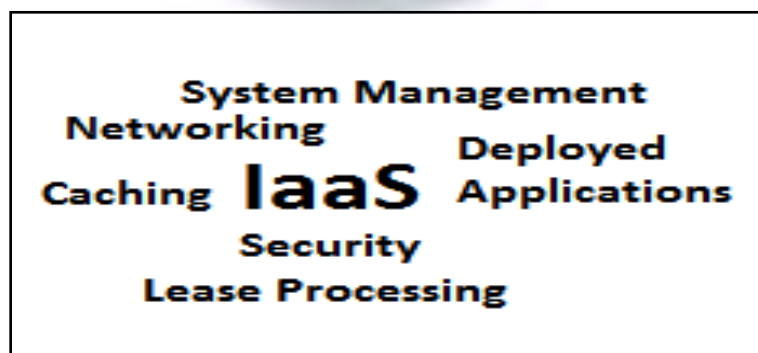 System Management
Networking
Deployed
Applications
Caching
IaaS
Security
Lease Processing